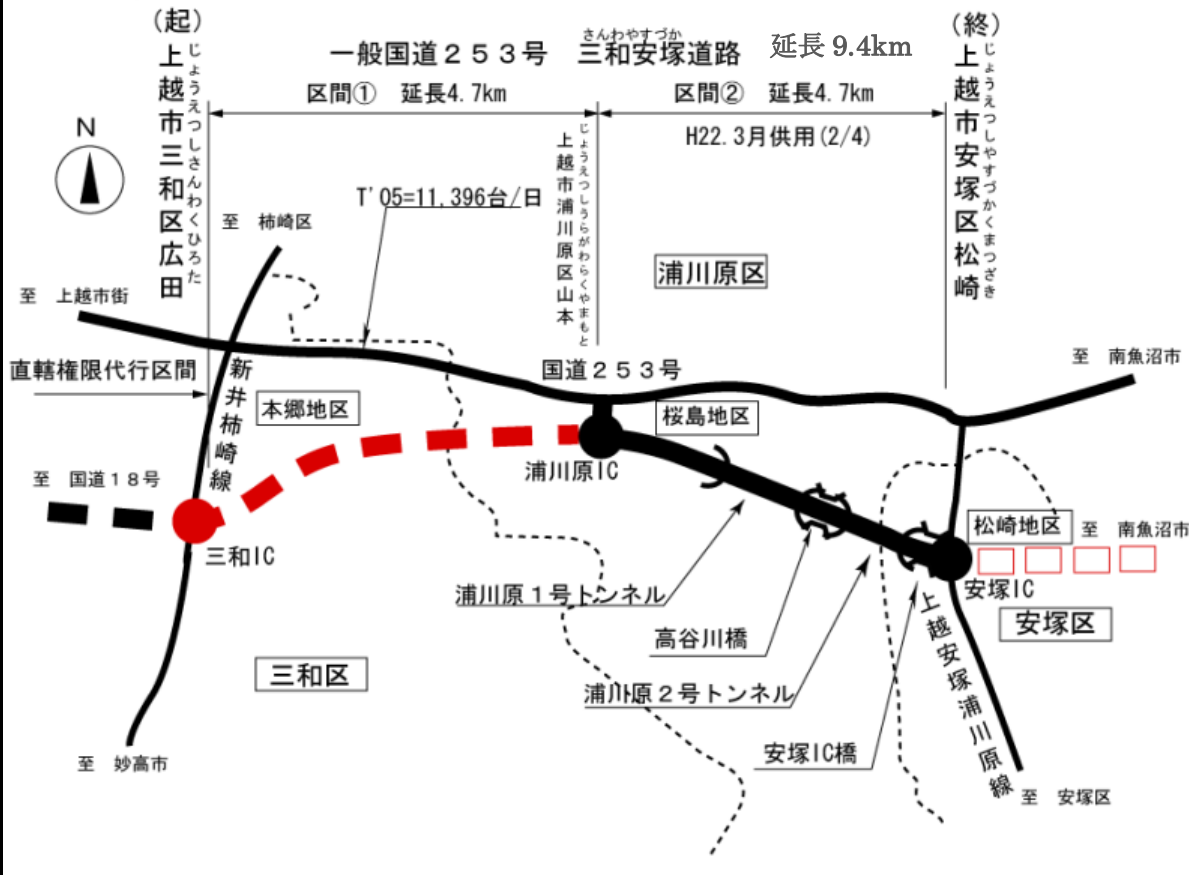 (起)
じょうえつしさんわくひろた
上越市三和区広田
さんわやすづか
一般国道２５３号 三和安塚道路 延長 9.4km
(終)
じょうえつしやすづかくまつざき
上越市安塚区松崎
区間① 延長4.7km
区間② 延長4.7km
H22.3月供用(2/4)
じょうえつしうらがわらくやまもと
上越市浦川原区山本
N
T'05=11,396台/日
至 柿崎区
浦川原区
至 上越市街
国道２５３号
至 南魚沼市
直轄権限代行区間
新井柿崎線
本郷地区
桜島地区
浦川原IC
至 国道１８号
三和IC
松崎地区
至 南魚沼市
安塚IC
浦川原１号トンネル
高谷川橋
安塚区
三和区
浦川原２号トンネル
上越安塚浦川原線
安塚IC橋
至 妙高市
至 安塚区